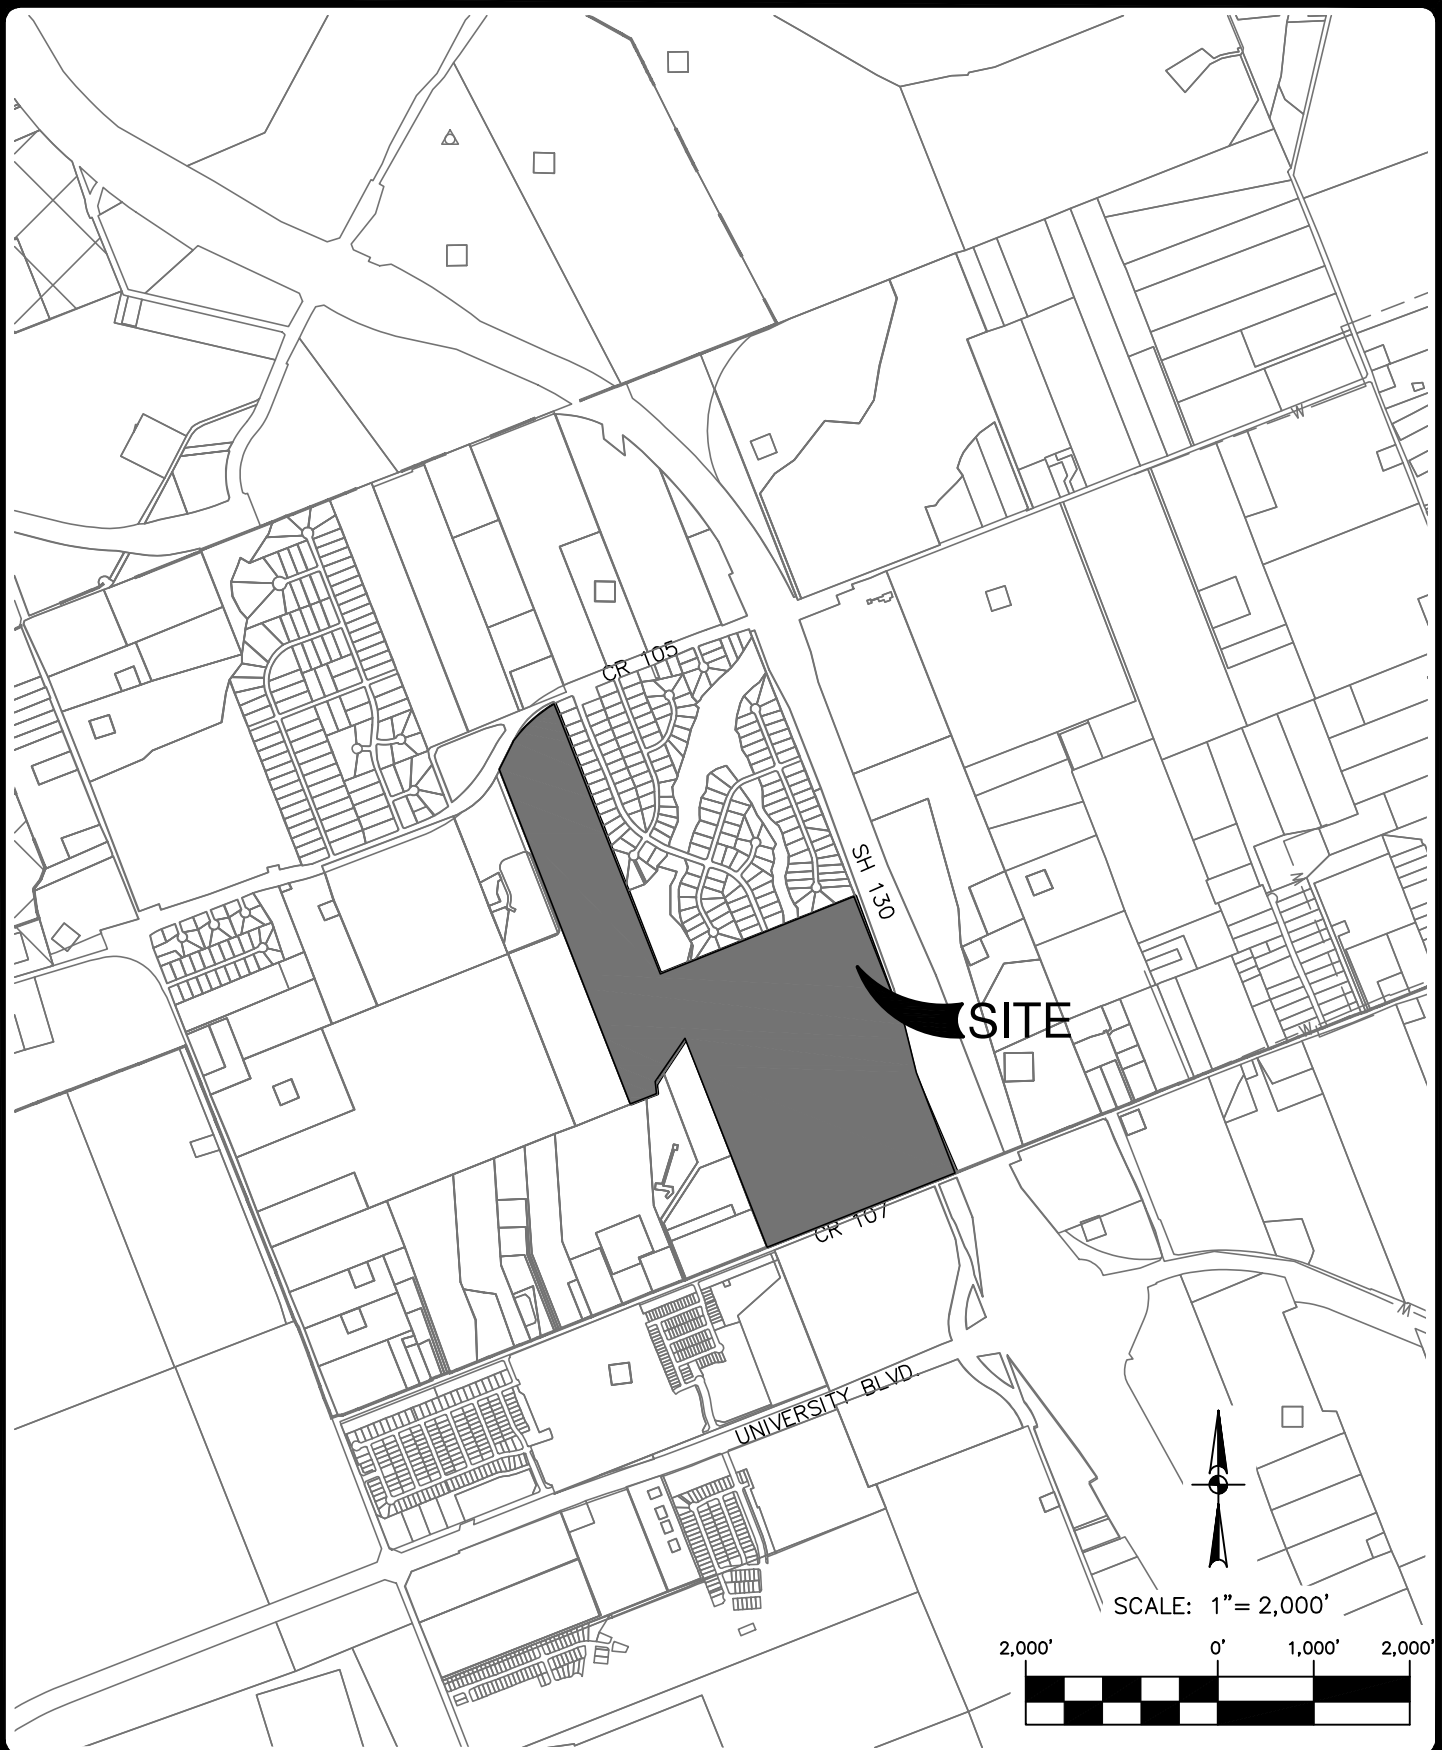 W
CR 105
SH 130
W
SITE
W
CR 107
W
UNIVERSITY BLVD.
SCALE: 1"= 2,000'
2,000' 0' 1,000' 2,000'